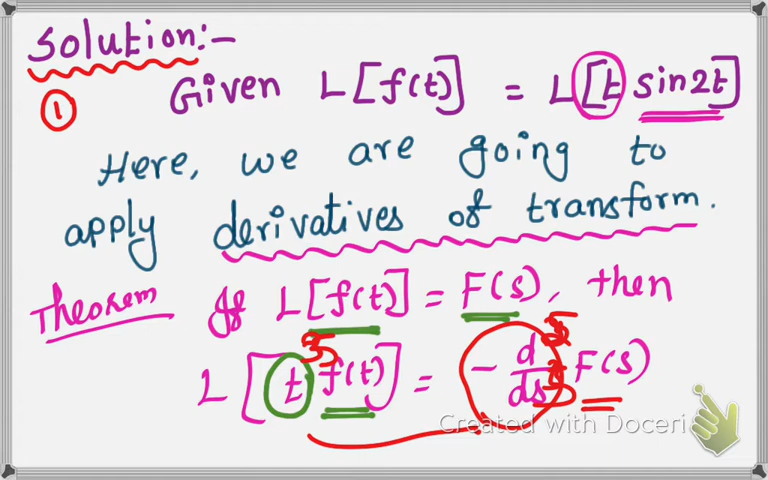 Solution:-
① Given L[f(t)] = L[t sin2t]
Here, we are going to
apply derivatives of transform.
Theorem If L[f(t)] = F(s), then
L[t f(t)] = - d/ds F(s)
Created with Doceri